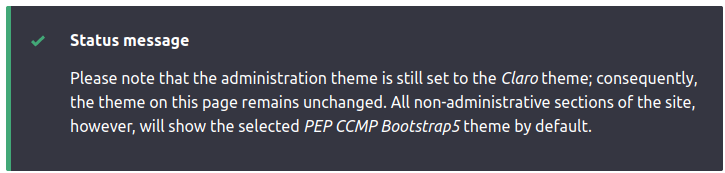 Status message
Please note that the administration theme is still set to the Claro theme; consequently,
the theme on this page remains unchanged. All non-administrative sections of the site,
however, will show the selected PEP CCMP Bootstrap5 theme by default.